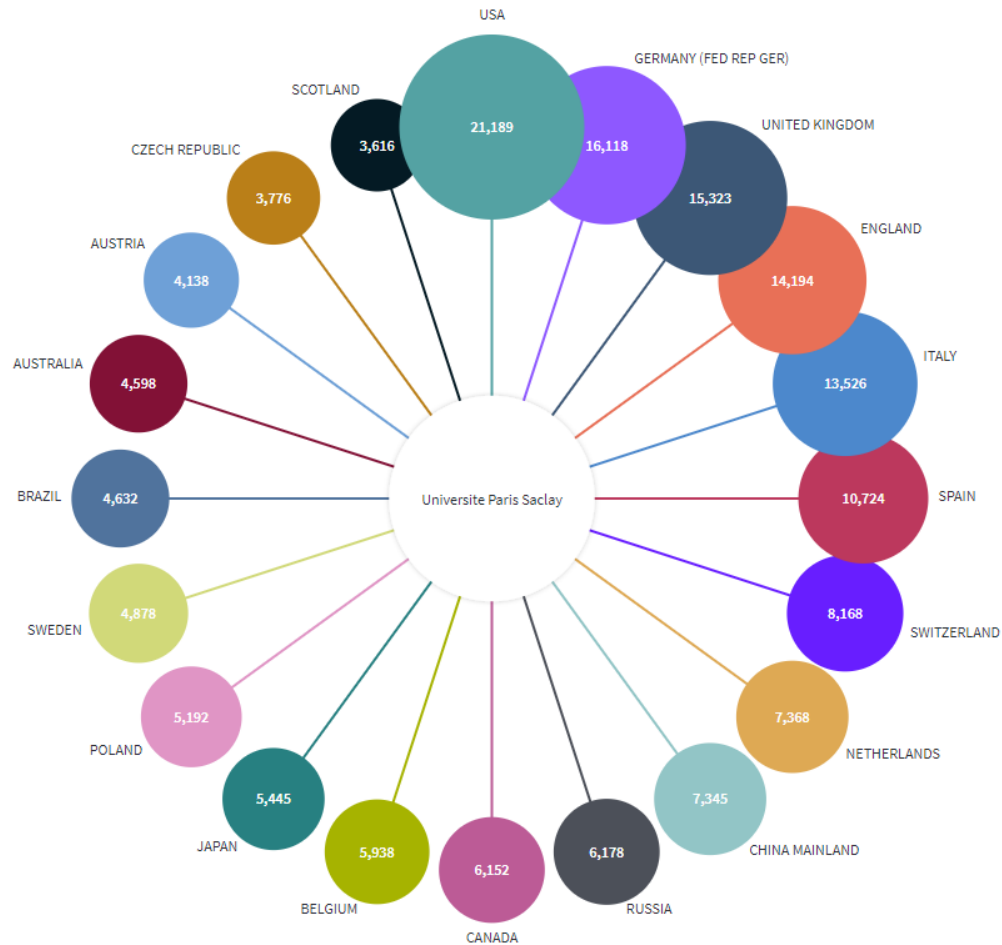 USA
21,189
GERMANY (FED REP GER)
16,118
UNITED KINGDOM
15,323
ENGLAND
14,194
ITALY
13,526
SPAIN
10,724
SWITZERLAND
8,168
NETHERLANDS
7,368
CHINA MAINLAND
7,345
RUSSIA
6,178
CANADA
6,152
BELGIUM
5,938
JAPAN
5,445
POLAND
5,192
SWEDEN
4,878
BRAZIL
4,632
AUSTRALIA
4,598
AUSTRIA
4,138
CZECH REPUBLIC
3,776
SCOTLAND
3,616
Universite Paris Saclay